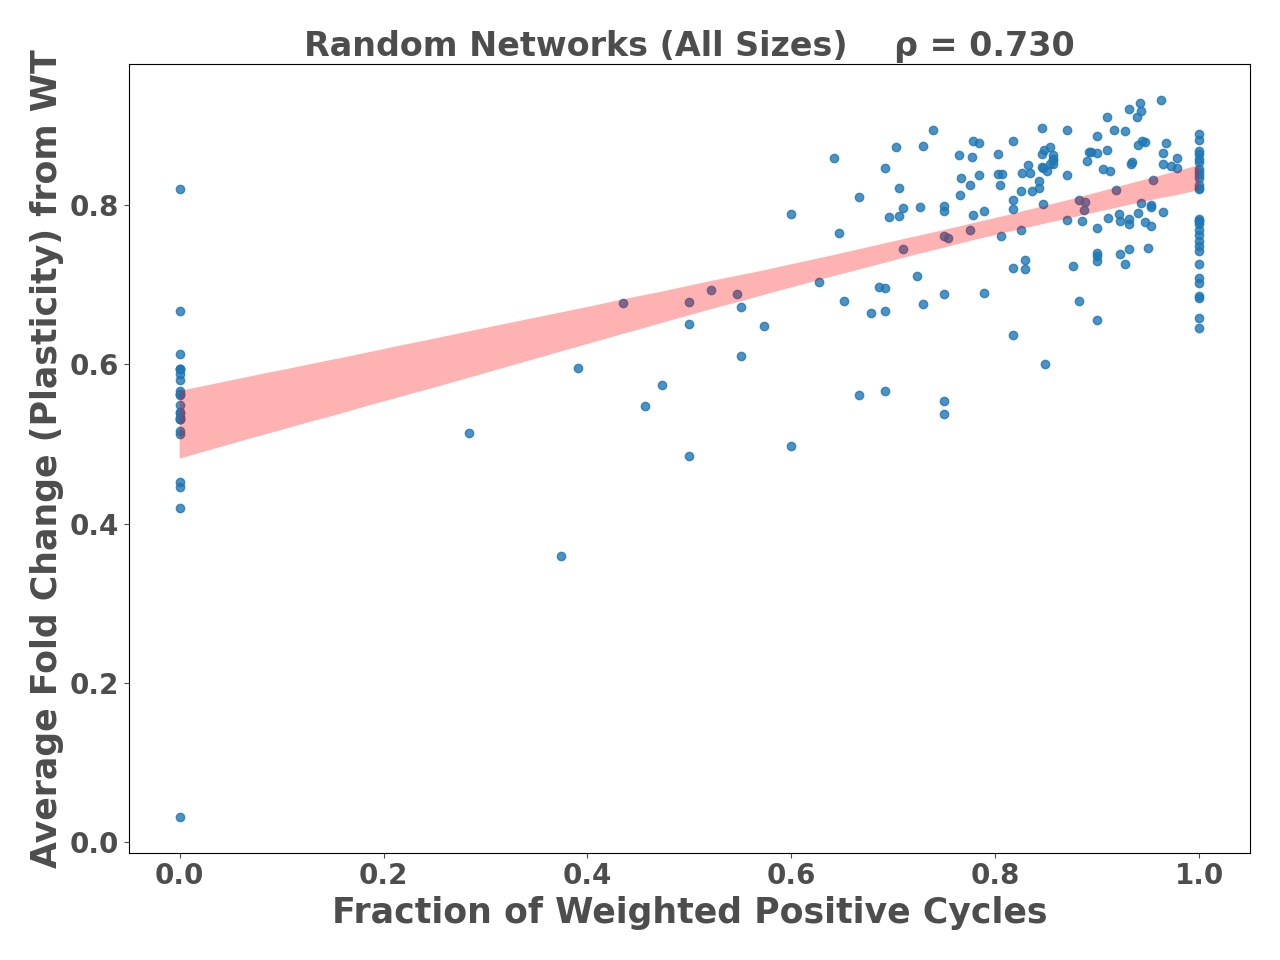 Random Networks (All Sizes) ρ = 0.730
Average Fold Change (Plasticity) from WT
0.8
0.6
0.4
0.2
0.0
0.0 0.2 0.4 0.6 0.8 1.0
Fraction of Weighted Positive Cycles